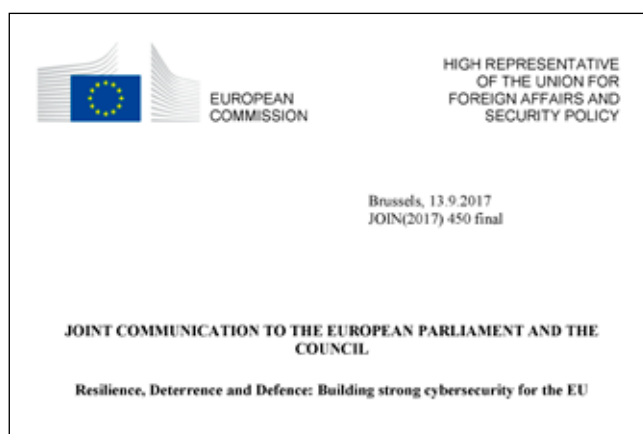 EUROPEAN
COMMISSION
HIGH REPRESENTATIVE
OF THE UNION FOR
FOREIGN AFFAIRS AND
SECURITY POLICY
Brussels, 13.9.2017
JOIN(2017) 450 final
JOINT COMMUNICATION TO THE EUROPEAN PARLIAMENT AND THE
COUNCIL
Resilience, Deterrence and Defence: Building strong cybersecurity for the EU